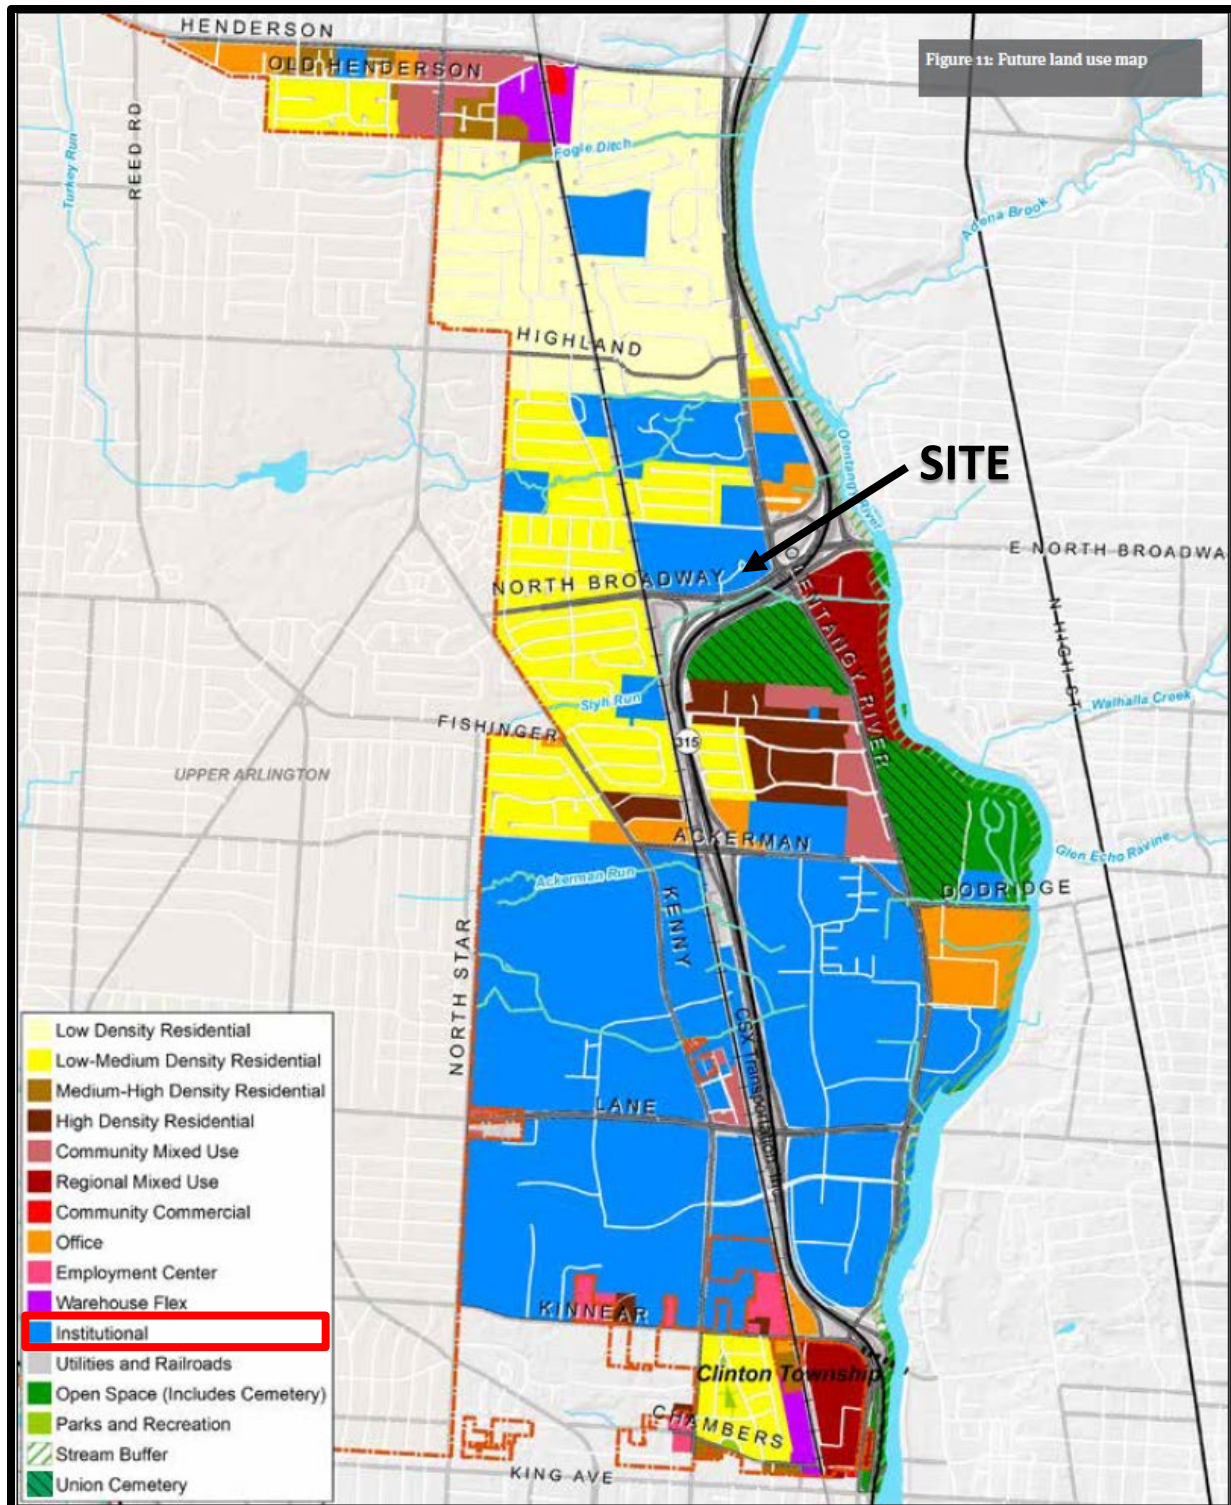 HENDERSON
Figure 11: Future land use map
OLD HENDERSON
REED RD
Turkey Run
Fogle Ditch
Adena Brook
HIGHLAND
SITE
Olentangy River
E NORTH BROADWA
NORTH BROADWAY
OLENTANGY RIVER
N HIGH ST
Slyh Run
Walhalla Creek
FISHINGER
315
UPPER ARLINGTON
ACKERMAN
Glen Echo Ravine
Ackerman Run
DODRIDGE
KENNY
NORTH STAR
CSX Transportation, Inc.
LANE
KINNEAR
Clinton Township
CHAMBERS
KING AVE
Low Density Residential
Low-Medium Density Residential
Medium-High Density Residential
High Density Residential
Community Mixed Use
Regional Mixed Use
Community Commercial
Office
Employment Center
Warehouse Flex
Institutional
Utilities and Railroads
Open Space (Includes Cemetery)
Parks and Recreation
Stream Buffer
Union Cemetery